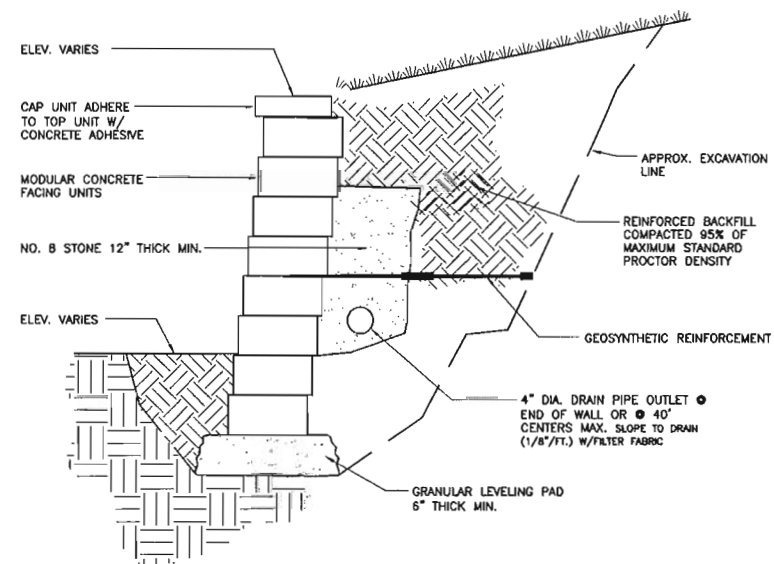 ELEV. VARIES
CAP UNIT ADHERE
TO TOP UNIT W/
CONCRETE ADHESIVE
MODULAR CONCRETE
FACING UNITS
NO. 8 STONE 12" THICK MIN.
ELEV. VARIES
APPROX. EXCAVATION
LINE
REINFORCED BACKFILL
COMPACTED 95% OF
MAXIMUM STANDARD
PROCTOR DENSITY
GEOSYNTHETIC REINFORCEMENT
4" DIA. DRAIN PIPE OUTLET @
END OF WALL OR @ 40'
CENTERS MAX. SLOPE TO DRAIN
(1/8"/FT.) W/FILTER FABRIC
GRANULAR LEVELING PAD
6" THICK MIN.